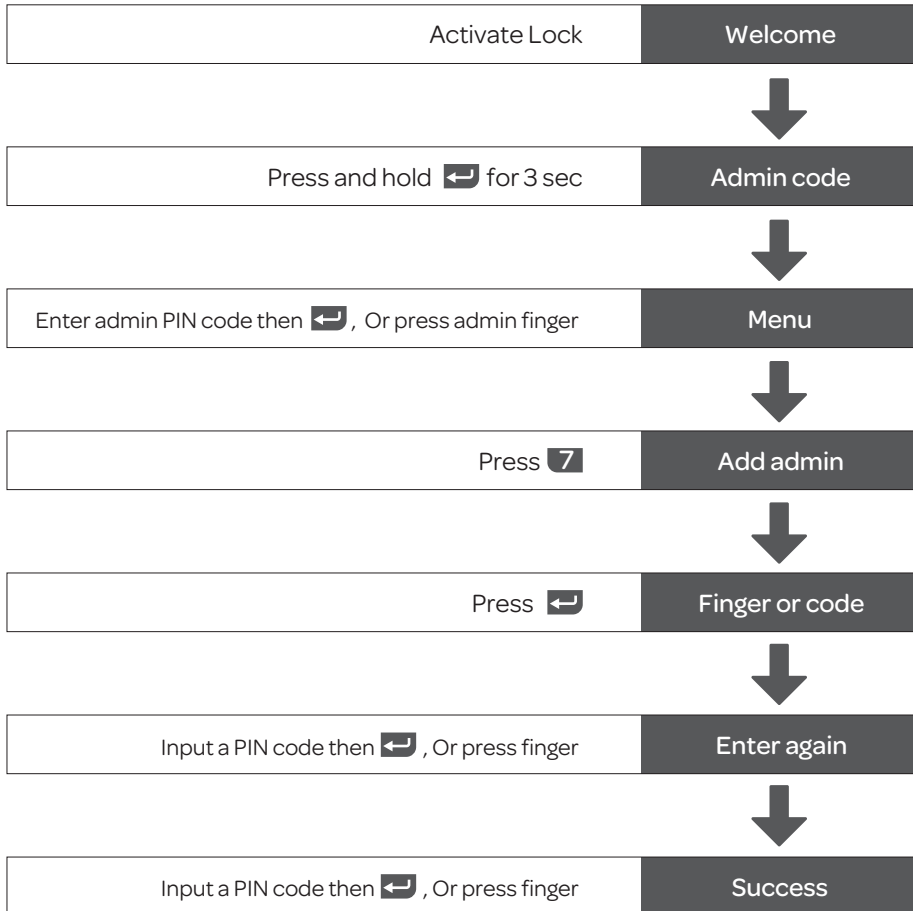 Activate Lock Welcome
Press and hold ↵ for 3 sec Admin code
Enter admin PIN code then ↵ , Or press admin finger Menu
Press 7 Add admin
Press ↵ Finger or code
Input a PIN code then ↵ , Or press finger Enter again
Input a PIN code then ↵ , Or press finger Success